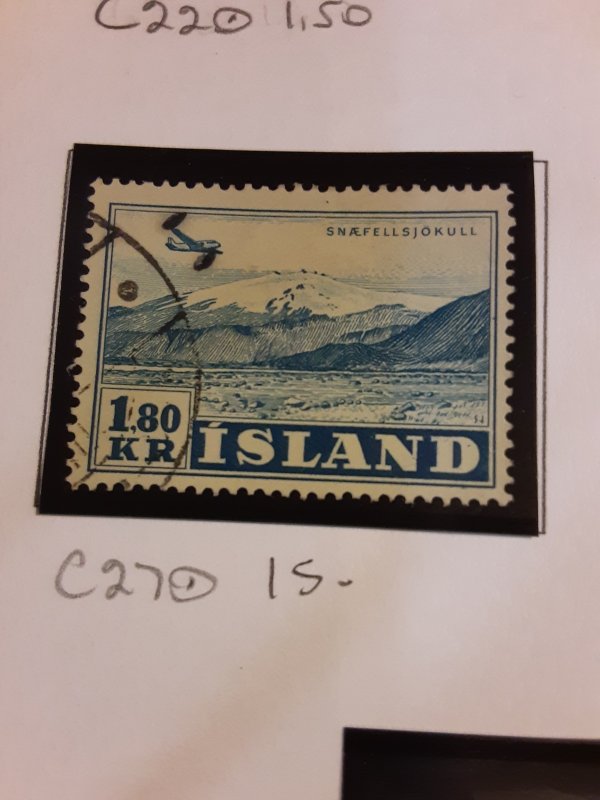 C22⊙ 1,50
SNÆFELLSJÖKULL
1,80
KR ÍSLAND
C27⊙ 15.-